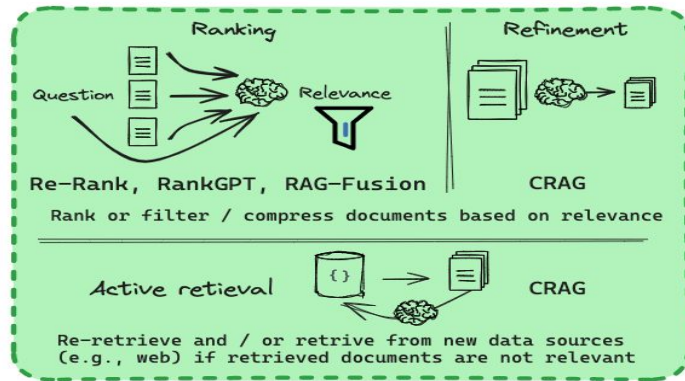 Ranking
Refinement
Question
Relevance
Re-Rank, RankGPT, RAG-Fusion
CRAG
Rank or filter / compress documents based on relevance
Active retieval
{}
CRAG
Re-retrieve and / or retrive from new data sources
(e.g., web) if retrieved documents are not relevant